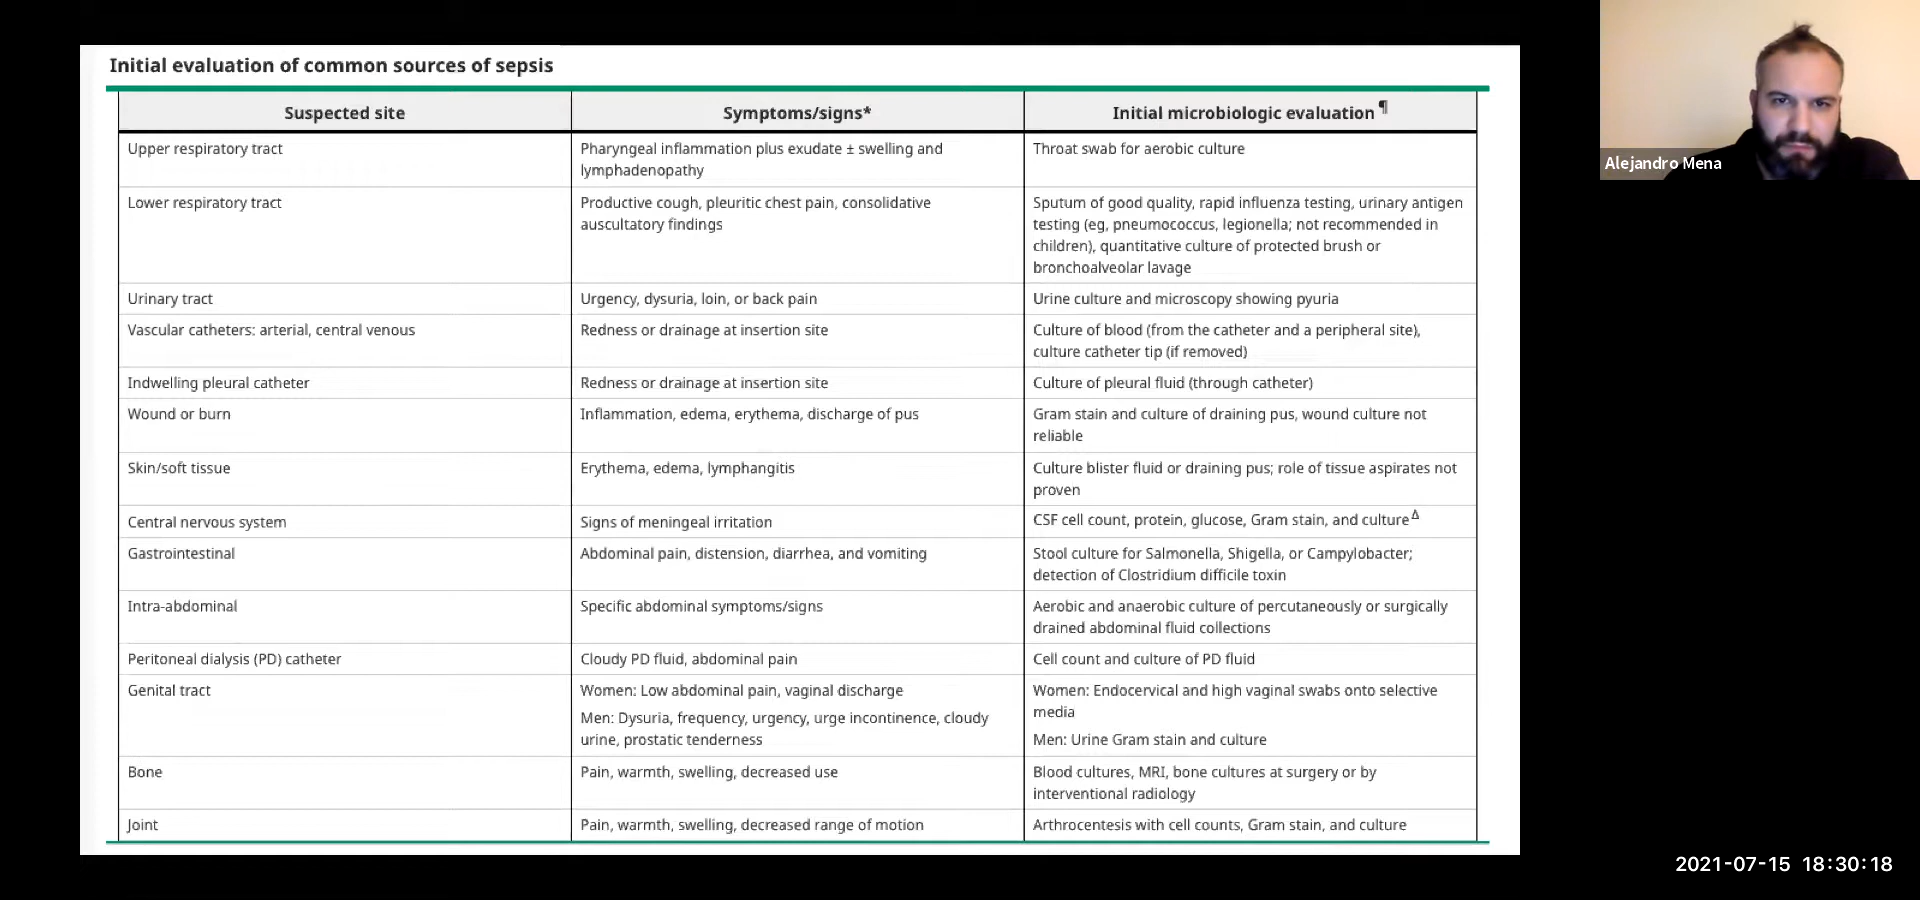 Initial evaluation of common sources of sepsis
Suspected site
Symptoms/signs*
Initial microbiologic evaluation ¶
Upper respiratory tract
Pharyngeal inflammation plus exudate ± swelling and
lymphadenopathy
Throat swab for aerobic culture
Lower respiratory tract
Productive cough, pleuritic chest pain, consolidative
auscultatory findings
Sputum of good quality, rapid influenza testing, urinary antigen
testing (eg, pneumococcus, legionella; not recommended in
children), quantitative culture of protected brush or
bronchoalveolar lavage
Urinary tract
Urgency, dysuria, loin, or back pain
Urine culture and microscopy showing pyuria
Vascular catheters: arterial, central venous
Redness or drainage at insertion site
Culture of blood (from the catheter and a peripheral site),
culture catheter tip (if removed)
Indwelling pleural catheter
Redness or drainage at insertion site
Culture of pleural fluid (through catheter)
Wound or burn
Inflammation, edema, erythema, discharge of pus
Gram stain and culture of draining pus, wound culture not
reliable
Skin/soft tissue
Erythema, edema, lymphangitis
Culture blister fluid or draining pus; role of tissue aspirates not
proven
Central nervous system
Signs of meningeal irritation
CSF cell count, protein, glucose, Gram stain, and culture Δ
Gastrointestinal
Abdominal pain, distension, diarrhea, and vomiting
Stool culture for Salmonella, Shigella, or Campylobacter;
detection of Clostridium difficile toxin
Intra-abdominal
Specific abdominal symptoms/signs
Aerobic and anaerobic culture of percutaneously or surgically
drained abdominal fluid collections
Peritoneal dialysis (PD) catheter
Cloudy PD fluid, abdominal pain
Cell count and culture of PD fluid
Genital tract
Women: Low abdominal pain, vaginal discharge
Men: Dysuria, frequency, urgency, urge incontinence, cloudy
urine, prostatic tenderness
Women: Endocervical and high vaginal swabs onto selective
media
Men: Urine Gram stain and culture
Bone
Pain, warmth, swelling, decreased use
Blood cultures, MRI, bone cultures at surgery or by
interventional radiology
Joint
Pain, warmth, swelling, decreased range of motion
Arthrocentesis with cell counts, Gram stain, and culture
Alejandro Mena
2021-07-15 18:30:18